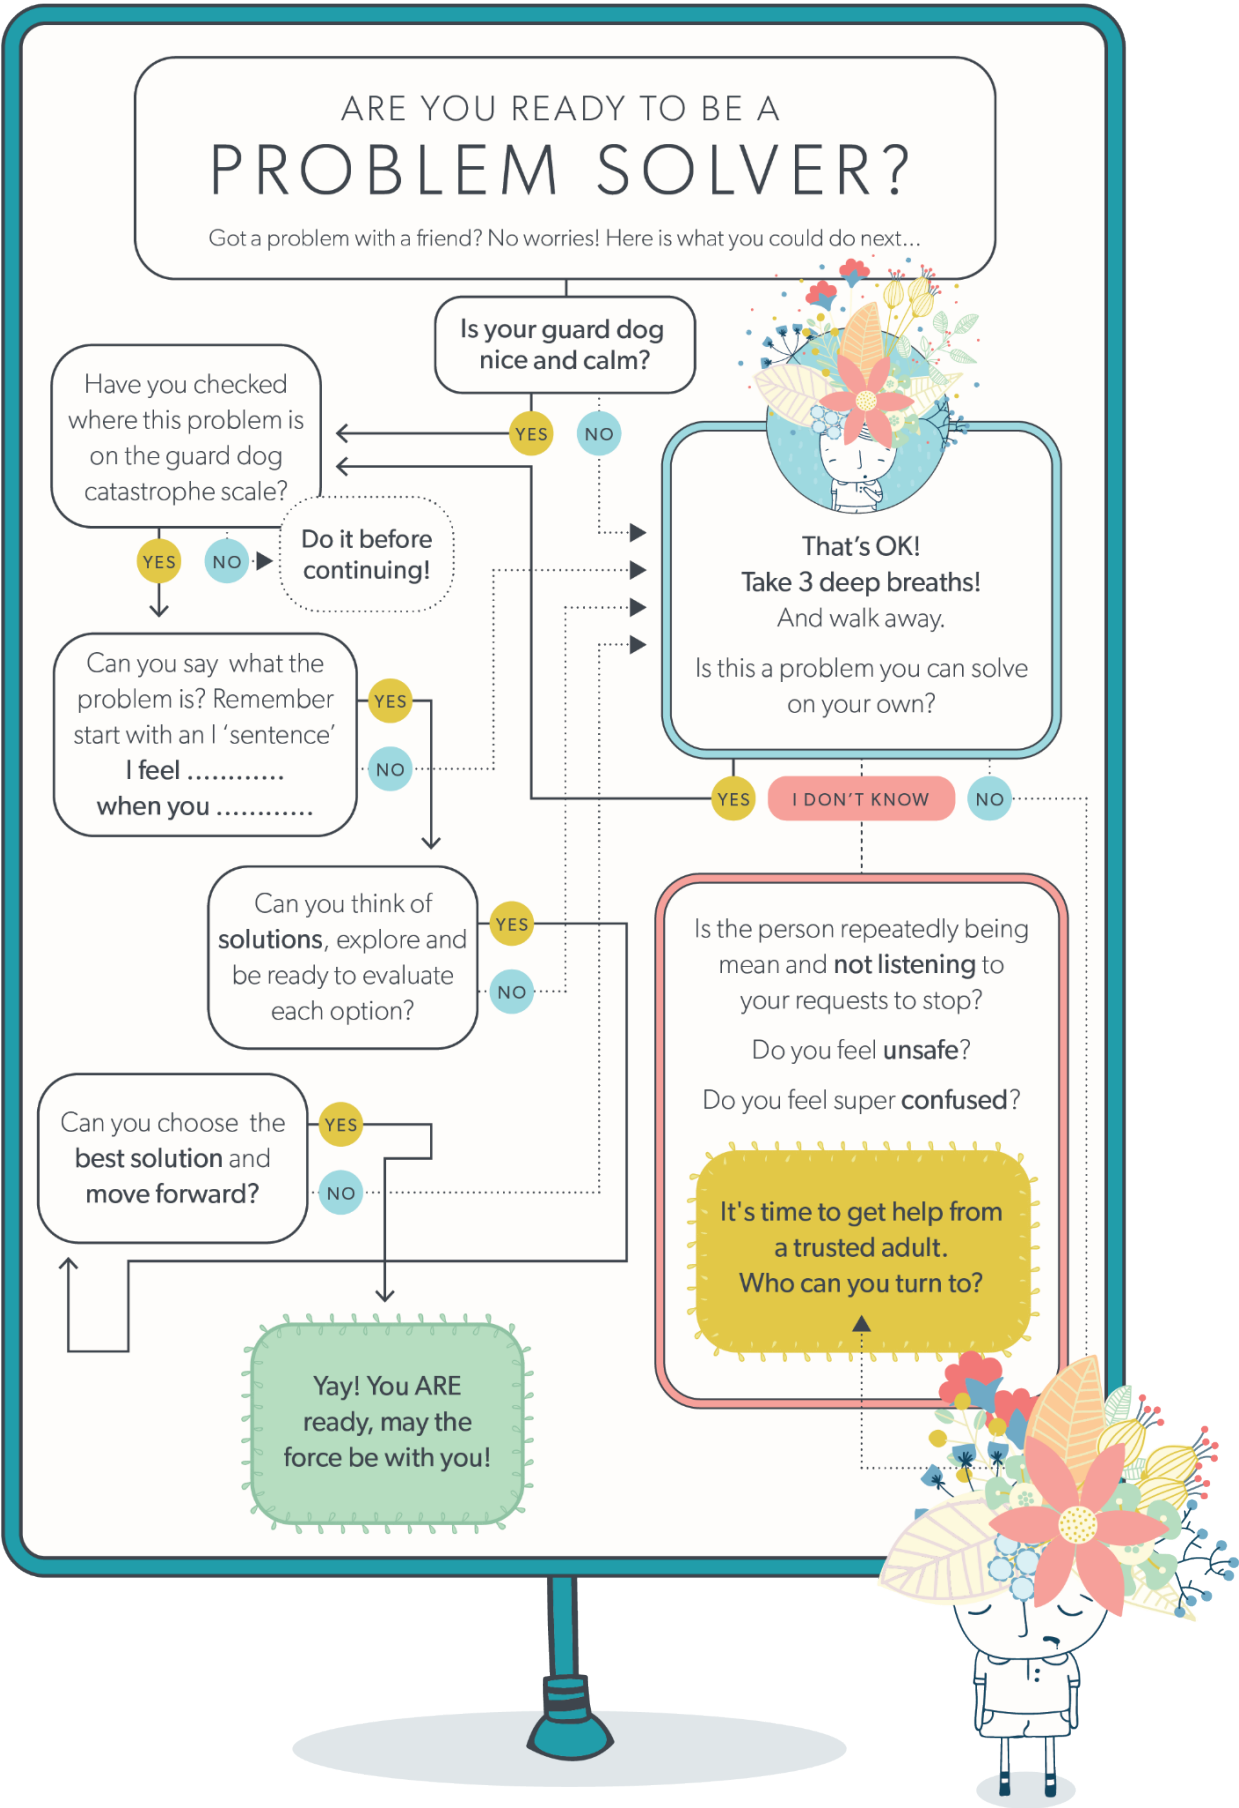 ARE YOU READY TO BE A
PROBLEM SOLVER?
Got a problem with a friend? No worries! Here is what you could do next...
Is your guard dog
nice and calm?
YES
NO
Have you checked
where this problem is
on the guard dog
catastrophe scale?
YES
NO
Do it before
continuing!
That's OK!
Take 3 deep breaths!
And walk away.
Is this a problem you can solve
on your own?
YES
I DON'T KNOW
NO
Can you say what the
problem is? Remember
start with an I 'sentence'
I feel ............
when you ............
YES
NO
Can you think of
solutions, explore and
be ready to evaluate
each option?
YES
NO
Is the person repeatedly being
mean and not listening to
your requests to stop?
Do you feel unsafe?
Do you feel super confused?
It's time to get help from
a trusted adult.
Who can you turn to?
Can you choose the
best solution and
move forward?
YES
NO
Yay! You ARE
ready, may the
force be with you!